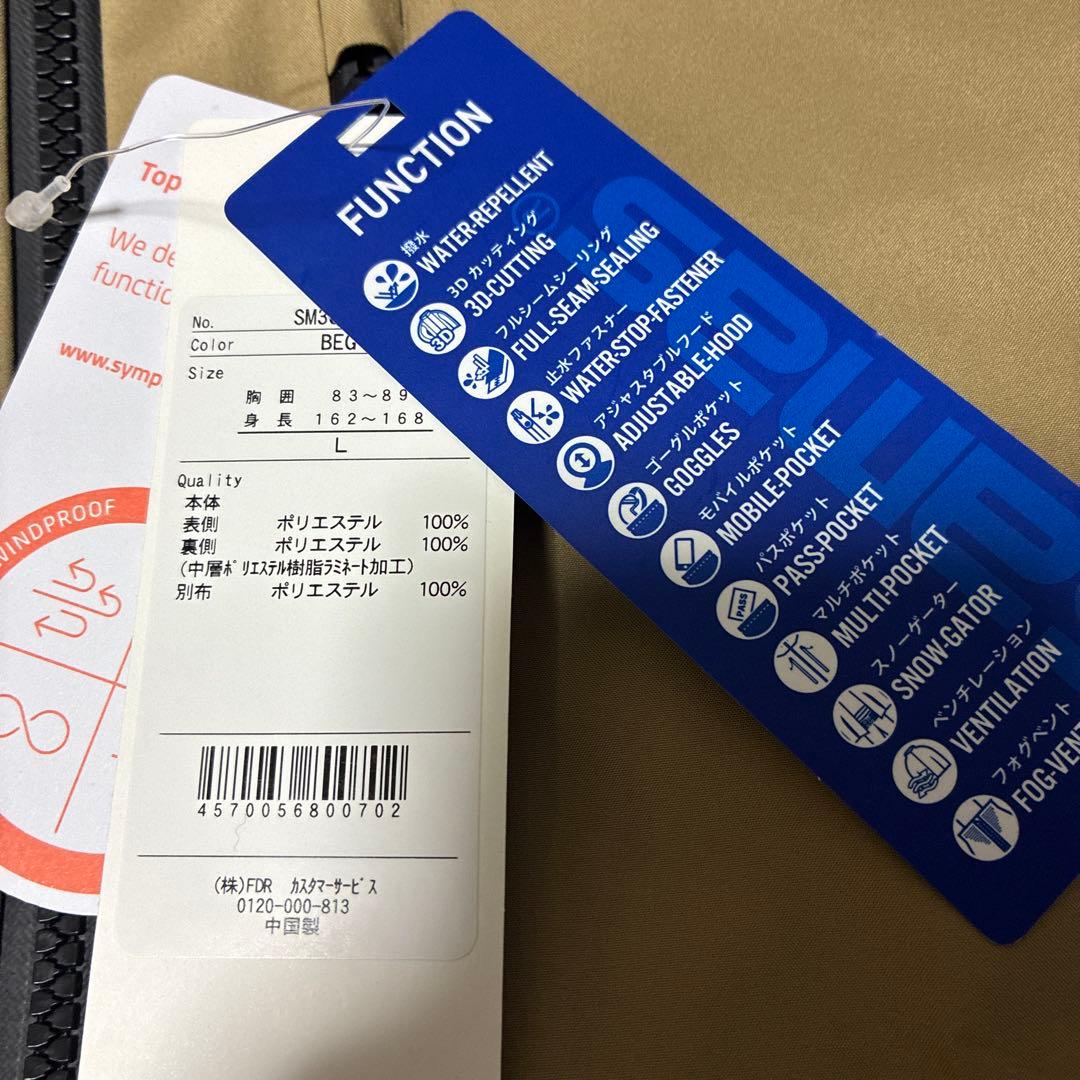 Top
We de
functio
www.symp
WINDPROOF
No. SM3
Color BEG
Size
胸囲 83～89
身長 162～168
L
Quality
本体
表側 ポリエステル 100%
裏側 ポリエステル 100%
(中層ﾎﾟﾘｴｽﾃﾙ樹脂ﾗﾐﾈｰﾄ加工)
別布 ポリエステル 100%
4570056800702
(株)FDR ｶｽﾀﾏｰｻｰﾋﾞｽ
0120-000-813
中国製
FUNCTION
撥水
WATER-REPELLENT
3Dカッティング
3D-CUTTING
3D
フルシームシーリング
FULL-SEAM-SEALING
止水ファスナー
WATER-STOP-FASTENER
アジャスタブルフード
ADJUSTABLE-HOOD
ゴーグルポケット
GOGGLES
モバイルポケット
MOBILE-POCKET
パスポケット
PASS-POCKET
PASS
マルチポケット
MULTI-POCKET
スノーゲーター
SNOW-GATOR
ベンチレーション
VENTILATION
フォグベント
FOG-VENT